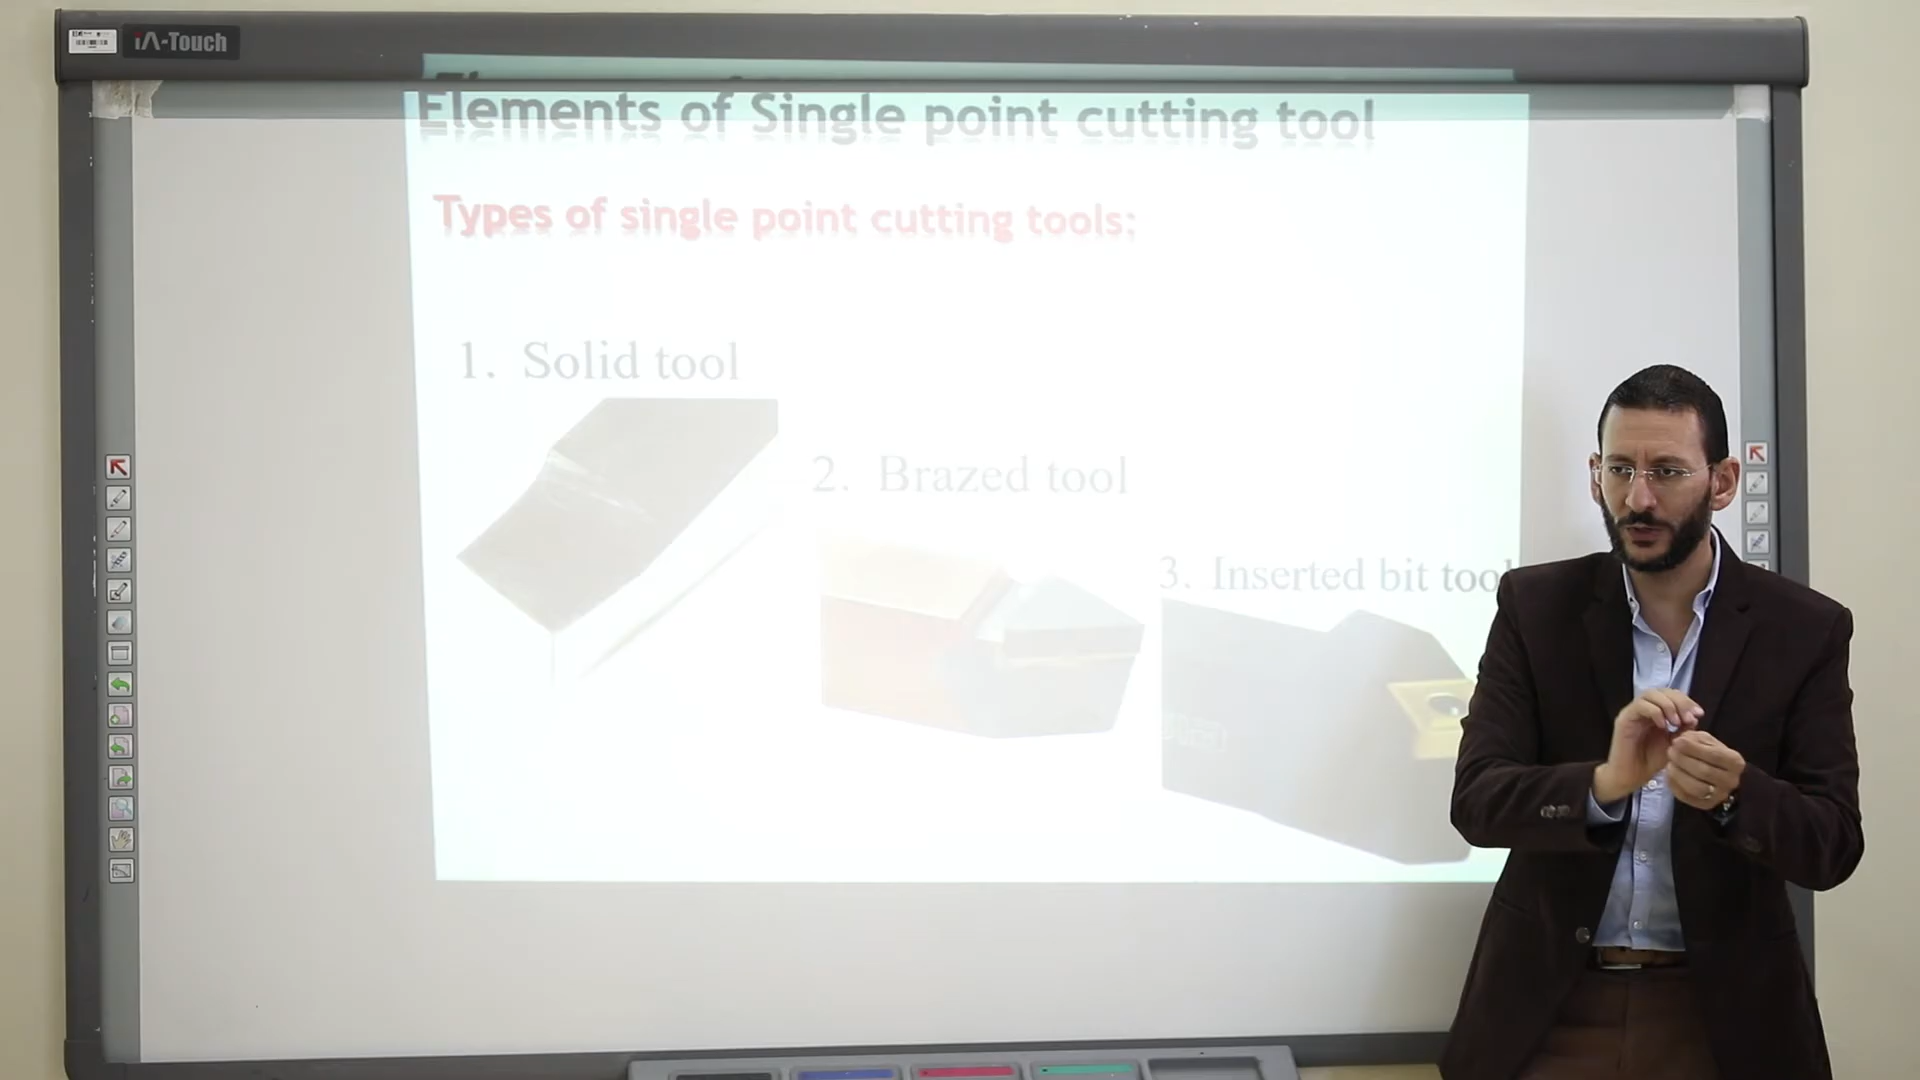 iA-Touch
Elements of Single point cutting tool
Types of single point cutting tools:
1. Solid tool
2. Brazed tool
3. Inserted bit tool